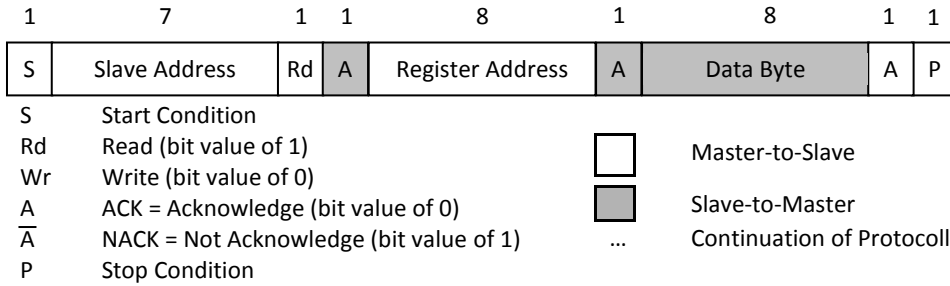 1 7 1 1 8 1 8 1 1
S Slave Address Rd A Register Address A Data Byte A P
S Start Condition
Rd Read (bit value of 1)
Wr Write (bit value of 0)
A ACK = Acknowledge (bit value of 0)
A̅ NACK = Not Acknowledge (bit value of 1)
P Stop Condition
Master-to-Slave
Slave-to-Master
... Continuation of Protocoll